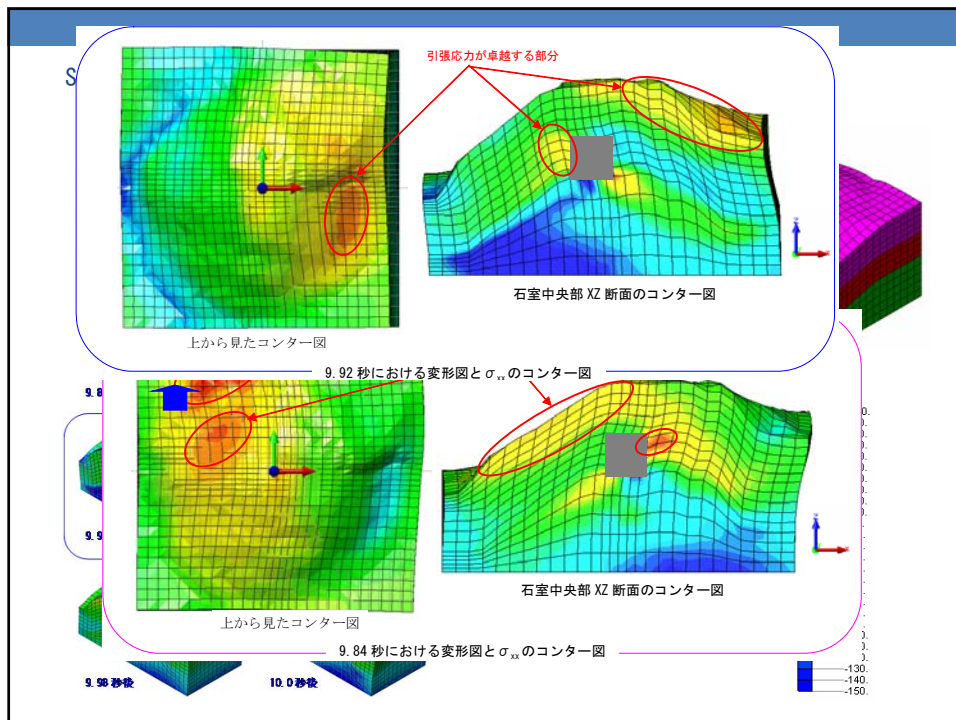 S
引張応力が卓越する部分
石室中央部 XZ 断面のコンター図
上から見たコンター図
9.92 秒における変形図とσxxのコンター図
石室中央部 XZ 断面のコンター図
上から見たコンター図
9.84 秒における変形図とσxxのコンター図
9.98 秒後
10.0 秒後
-130.
-140.
-150.